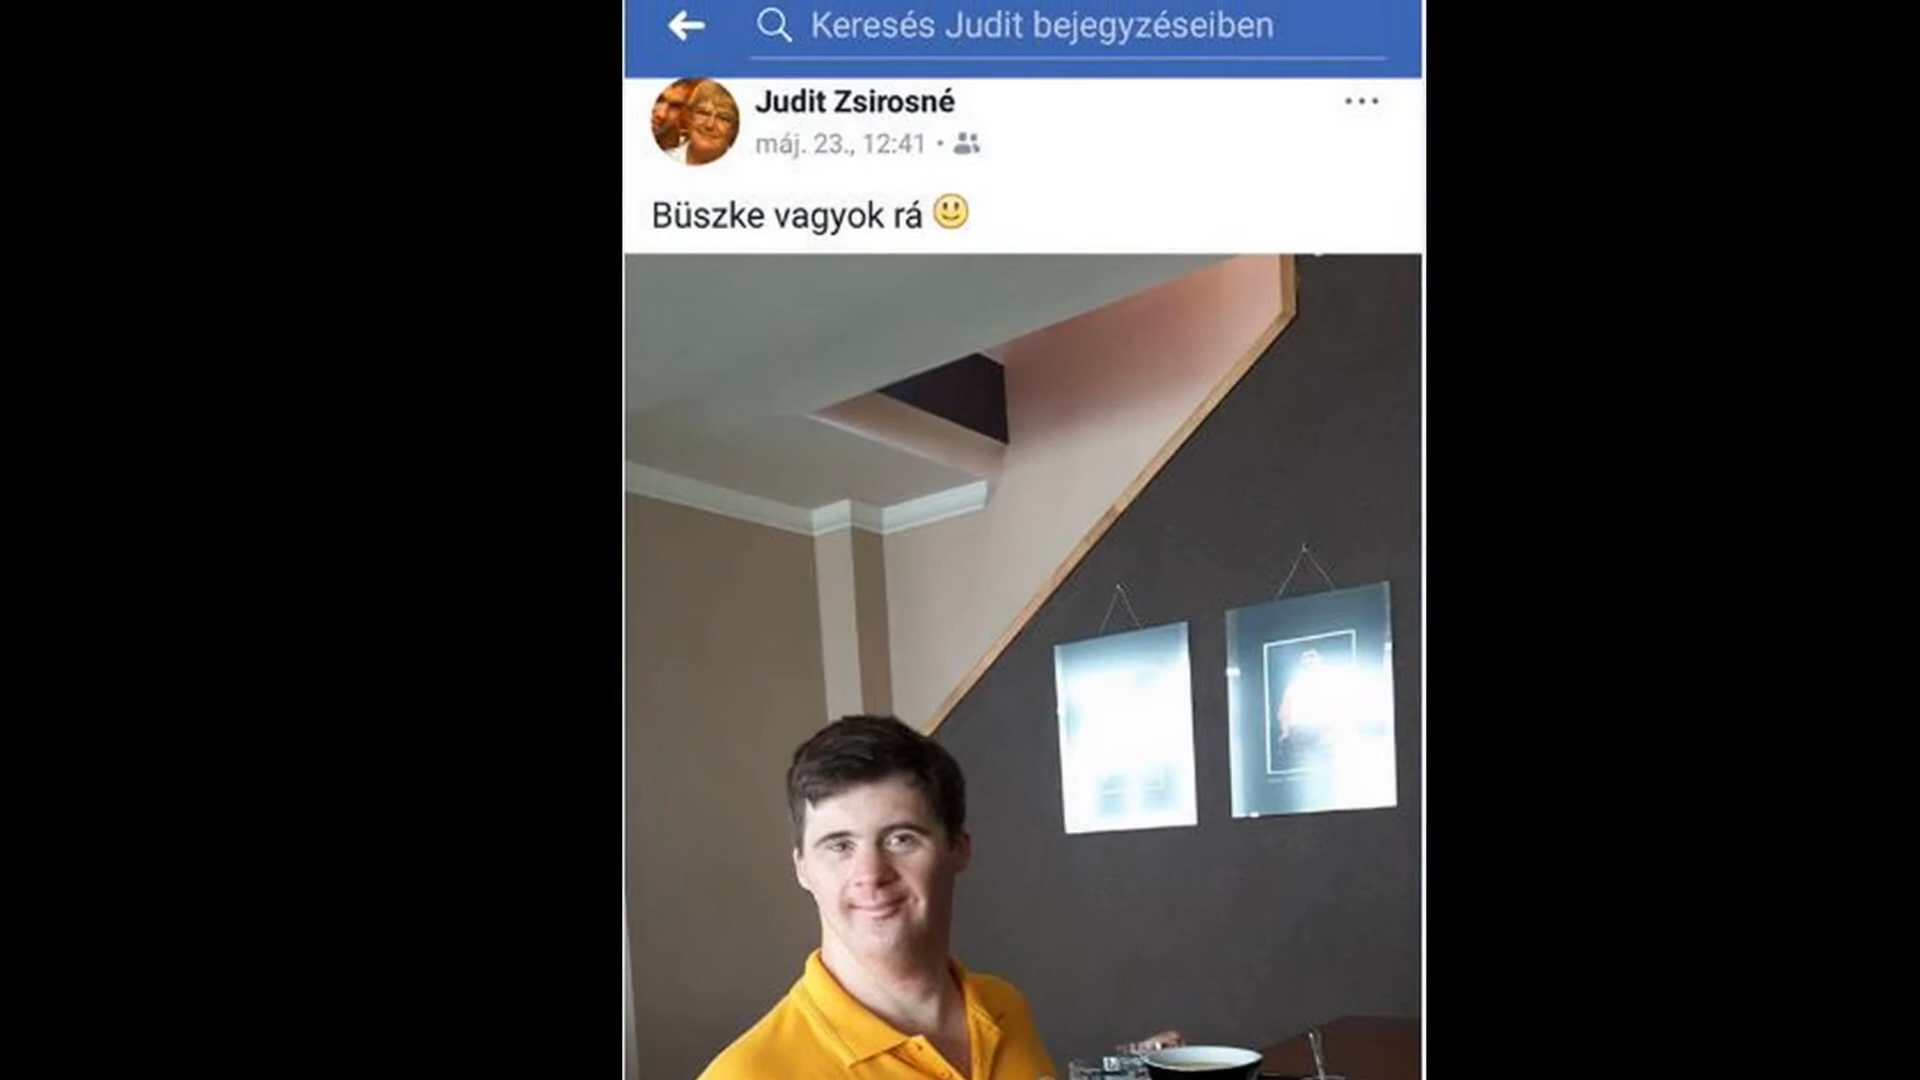 Keresés Judit bejegyzéseiben
Judit Zsirosné
máj. 23., 12:41 •
Büszke vagyok rá 😃